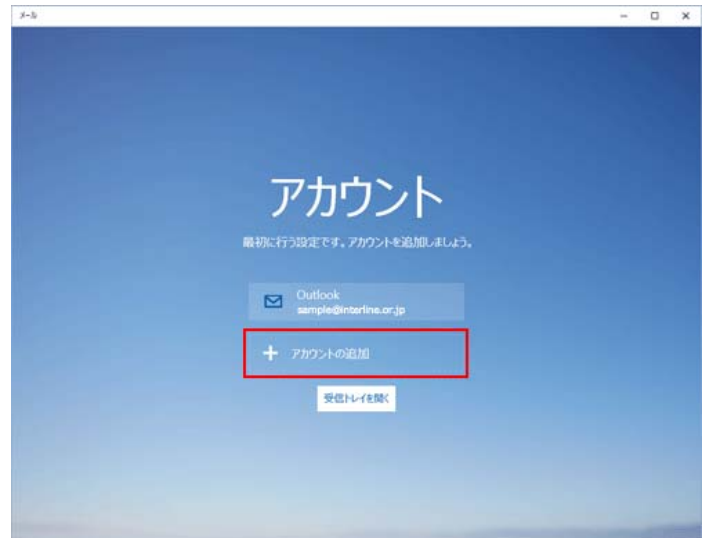 メール
アカウント
最初に行う設定です。アカウントを追加しましょう。
Outlook
sample@interline.or.jp
アカウントの追加
受信トレイを開く